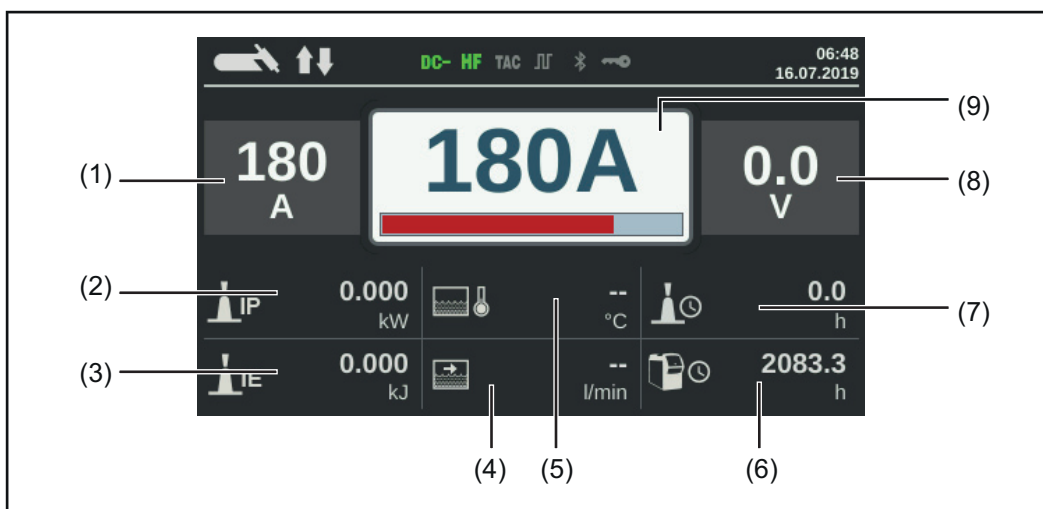 DC- HF TAC 06:48
16.07.2019
(9)
180 180A 0.0
(1) (8)
A V
(2) IP 0.000 -- 0.0
kW °C h (7)
(3) IE 0.000 -- 2083.3
kJ l/min h
(4) (5) (6)